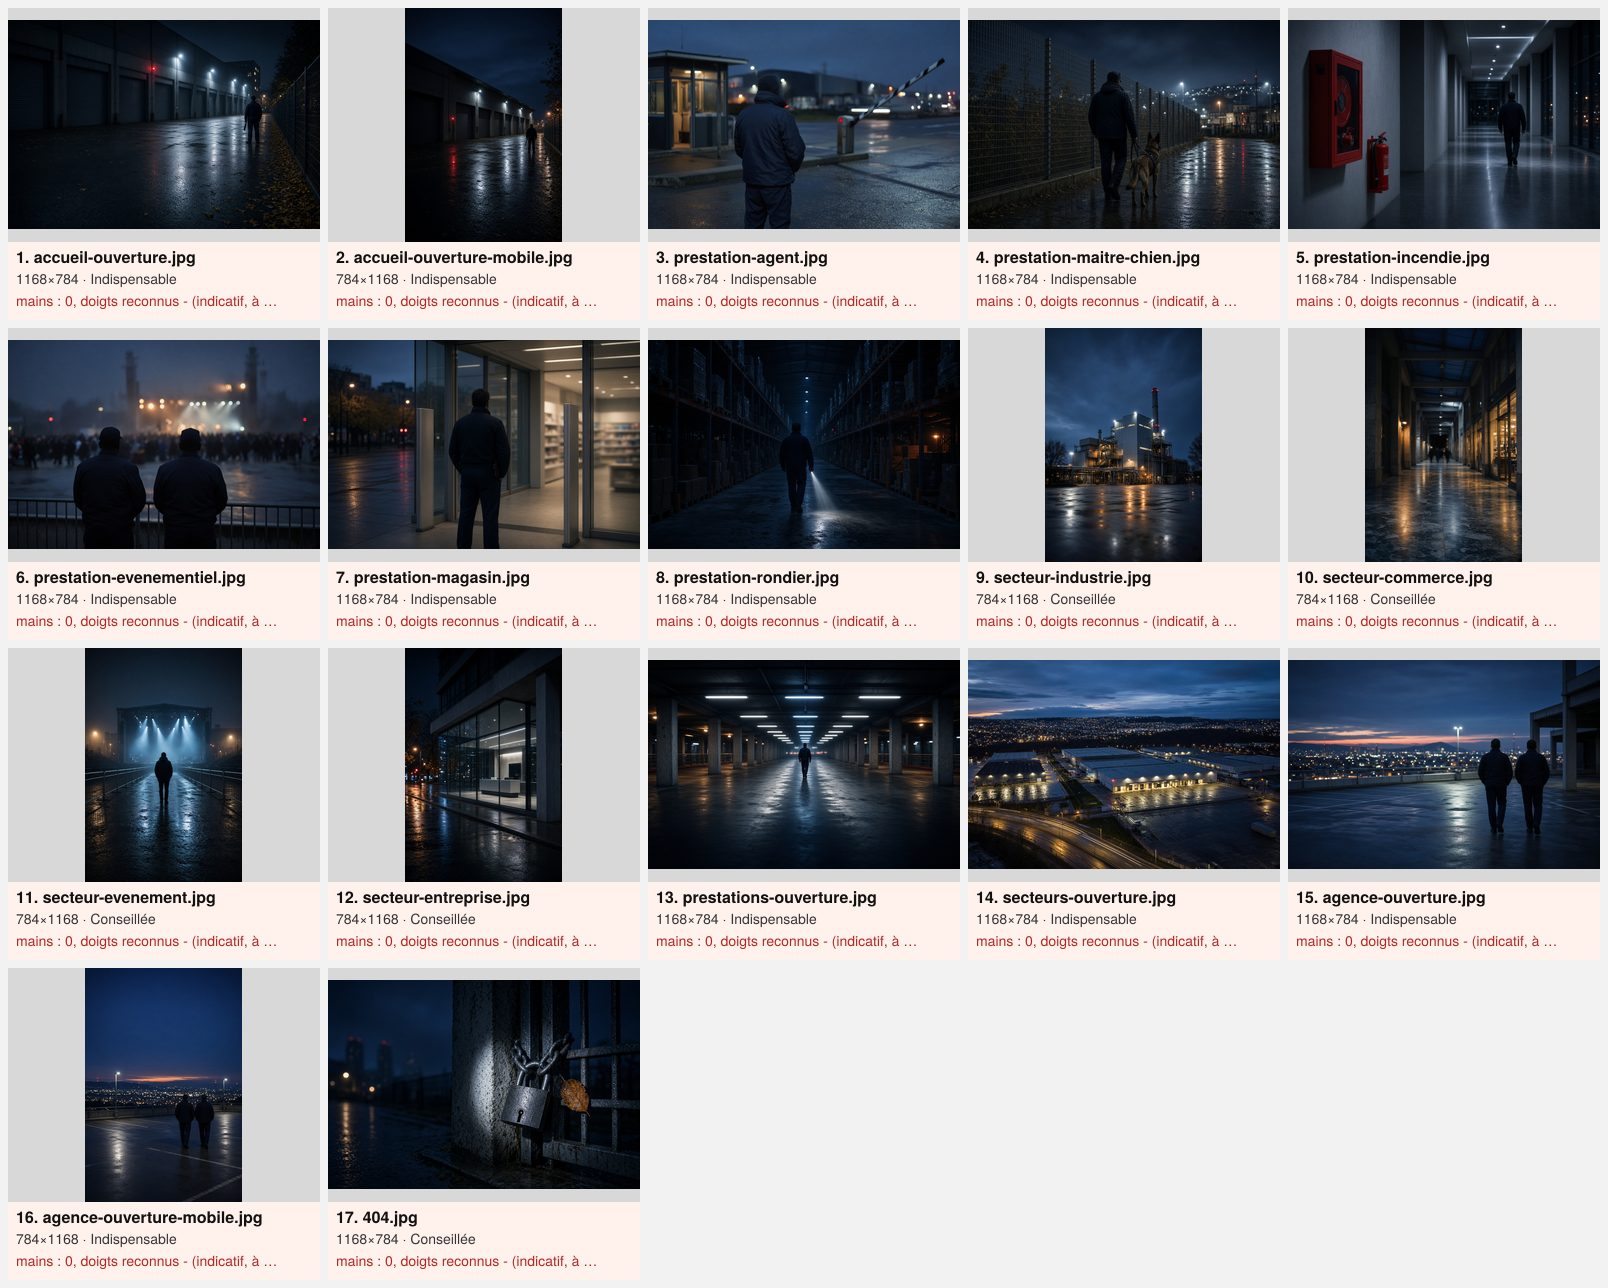 1. accueil-ouverture.jpg
1168×784 · Indispensable
mains : 0, doigts reconnus - (indicatif, à …
2. accueil-ouverture-mobile.jpg
784×1168 · Indispensable
mains : 0, doigts reconnus - (indicatif, à …
3. prestation-agent.jpg
1168×784 · Indispensable
mains : 0, doigts reconnus - (indicatif, à …
4. prestation-maitre-chien.jpg
1168×784 · Indispensable
mains : 0, doigts reconnus - (indicatif, à …
5. prestation-incendie.jpg
1168×784 · Indispensable
mains : 0, doigts reconnus - (indicatif, à …
6. prestation-evenementiel.jpg
1168×784 · Indispensable
mains : 0, doigts reconnus - (indicatif, à …
7. prestation-magasin.jpg
1168×784 · Indispensable
mains : 0, doigts reconnus - (indicatif, à …
8. prestation-rondier.jpg
1168×784 · Indispensable
mains : 0, doigts reconnus - (indicatif, à …
9. secteur-industrie.jpg
784×1168 · Conseillée
mains : 0, doigts reconnus - (indicatif, à …
10. secteur-commerce.jpg
784×1168 · Conseillée
mains : 0, doigts reconnus - (indicatif, à …
11. secteur-evenement.jpg
784×1168 · Conseillée
mains : 0, doigts reconnus - (indicatif, à …
12. secteur-entreprise.jpg
784×1168 · Conseillée
mains : 0, doigts reconnus - (indicatif, à …
13. prestations-ouverture.jpg
1168×784 · Indispensable
mains : 0, doigts reconnus - (indicatif, à …
14. secteurs-ouverture.jpg
1168×784 · Indispensable
mains : 0, doigts reconnus - (indicatif, à …
15. agence-ouverture.jpg
1168×784 · Indispensable
mains : 0, doigts reconnus - (indicatif, à …
16. agence-ouverture-mobile.jpg
784×1168 · Indispensable
mains : 0, doigts reconnus - (indicatif, à …
17. 404.jpg
1168×784 · Conseillée
mains : 0, doigts reconnus - (indicatif, à …